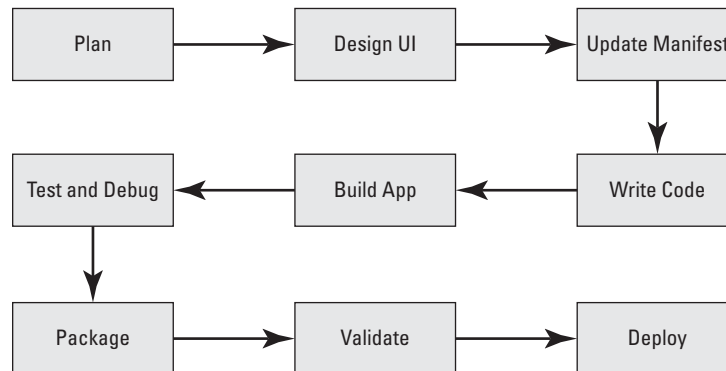 Plan
Design UI
Update Manifest
Write Code
Build App
Test and Debug
Package
Validate
Deploy